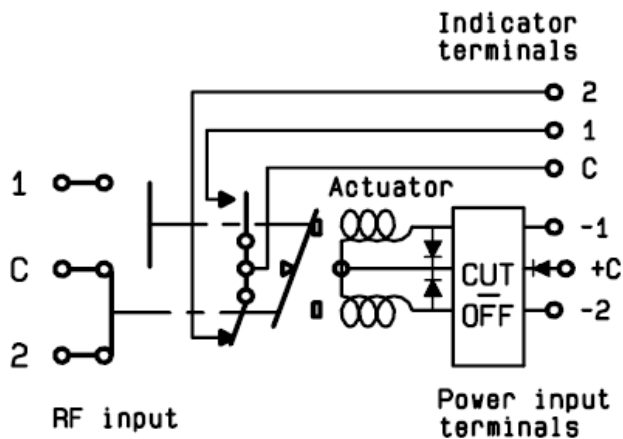 Indicator
terminals
2
1
C
Actuator
1
C
2
-1
+C
-2
CUT
OFF
RF input
Power input
terminals